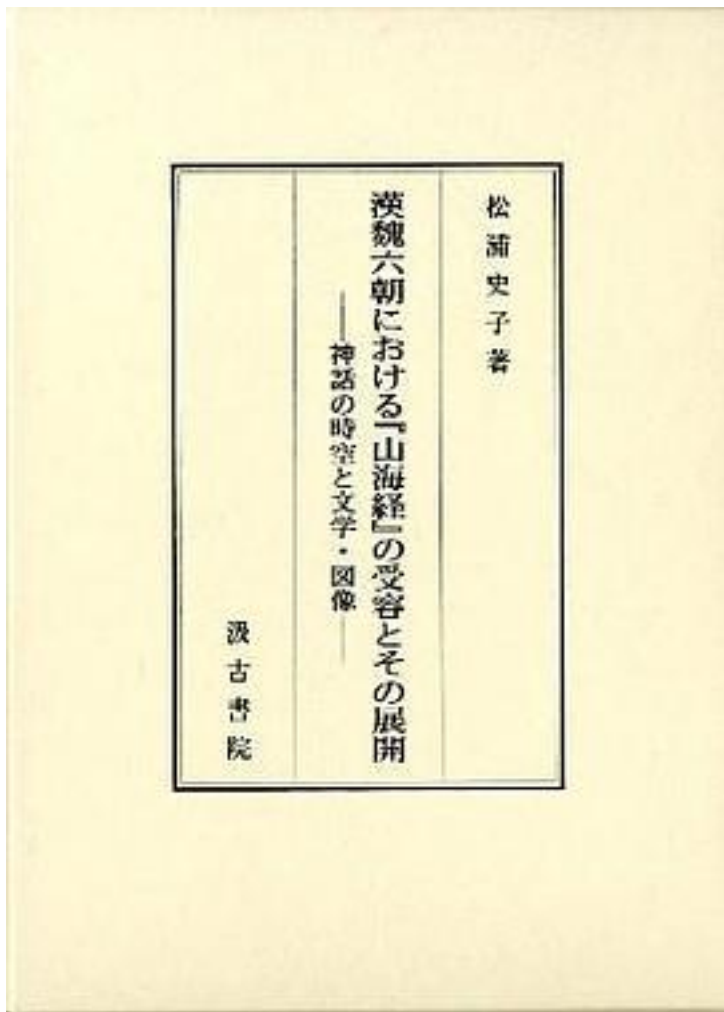 松浦史子著
漢魏六朝における『山海経』の受容とその展開
──神話の時空と文学・図像──
汲古書院